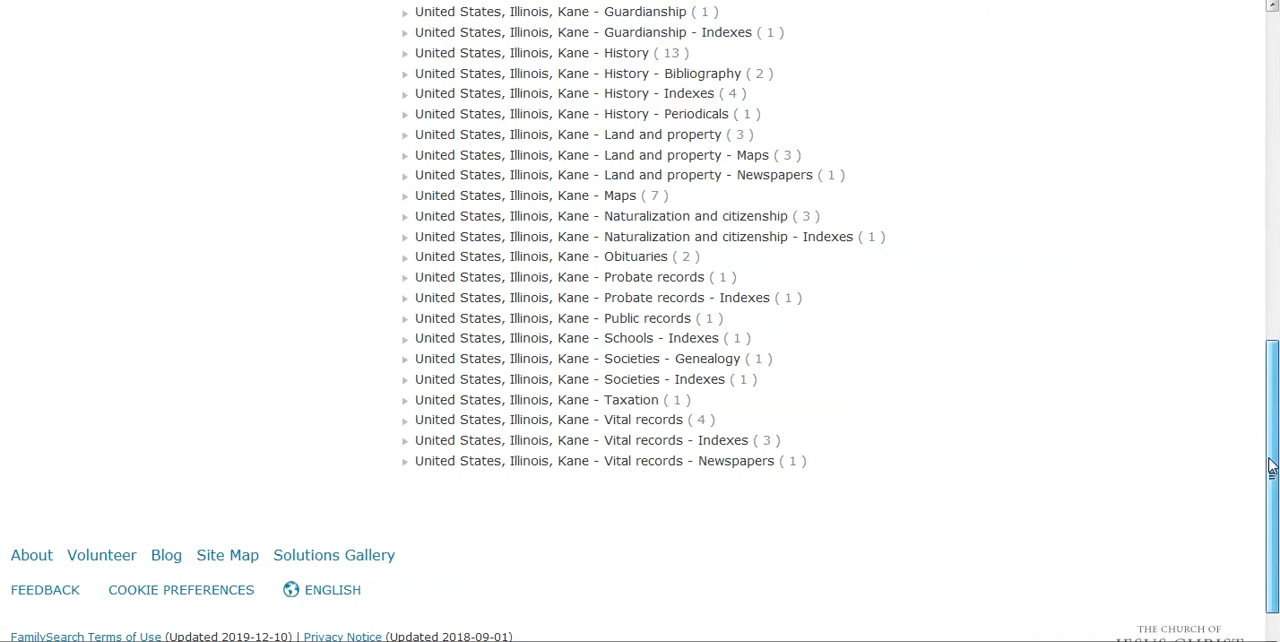 United States, Illinois, Kane - Guardianship ( 1 )
United States, Illinois, Kane - Guardianship - Indexes ( 1 )
United States, Illinois, Kane - History ( 13 )
United States, Illinois, Kane - History - Bibliography ( 2 )
United States, Illinois, Kane - History - Indexes ( 4 )
United States, Illinois, Kane - History - Periodicals ( 1 )
United States, Illinois, Kane - Land and property ( 3 )
United States, Illinois, Kane - Land and property - Maps ( 3 )
United States, Illinois, Kane - Land and property - Newspapers ( 1 )
United States, Illinois, Kane - Maps ( 7 )
United States, Illinois, Kane - Naturalization and citizenship ( 3 )
United States, Illinois, Kane - Naturalization and citizenship - Indexes ( 1 )
United States, Illinois, Kane - Obituaries ( 2 )
United States, Illinois, Kane - Probate records ( 1 )
United States, Illinois, Kane - Probate records - Indexes ( 1 )
United States, Illinois, Kane - Public records ( 1 )
United States, Illinois, Kane - Schools - Indexes ( 1 )
United States, Illinois, Kane - Societies - Genealogy ( 1 )
United States, Illinois, Kane - Societies - Indexes ( 1 )
United States, Illinois, Kane - Taxation ( 1 )
United States, Illinois, Kane - Vital records ( 4 )
United States, Illinois, Kane - Vital records - Indexes ( 3 )
United States, Illinois, Kane - Vital records - Newspapers ( 1 )
About Volunteer Blog Site Map Solutions Gallery
FEEDBACK COOKIE PREFERENCES ENGLISH
FamilySearch Terms of Use (Updated 2019-12-10) | Privacy Notice (Updated 2018-09-01)
THE CHURCH OF
JESUS CHRIST